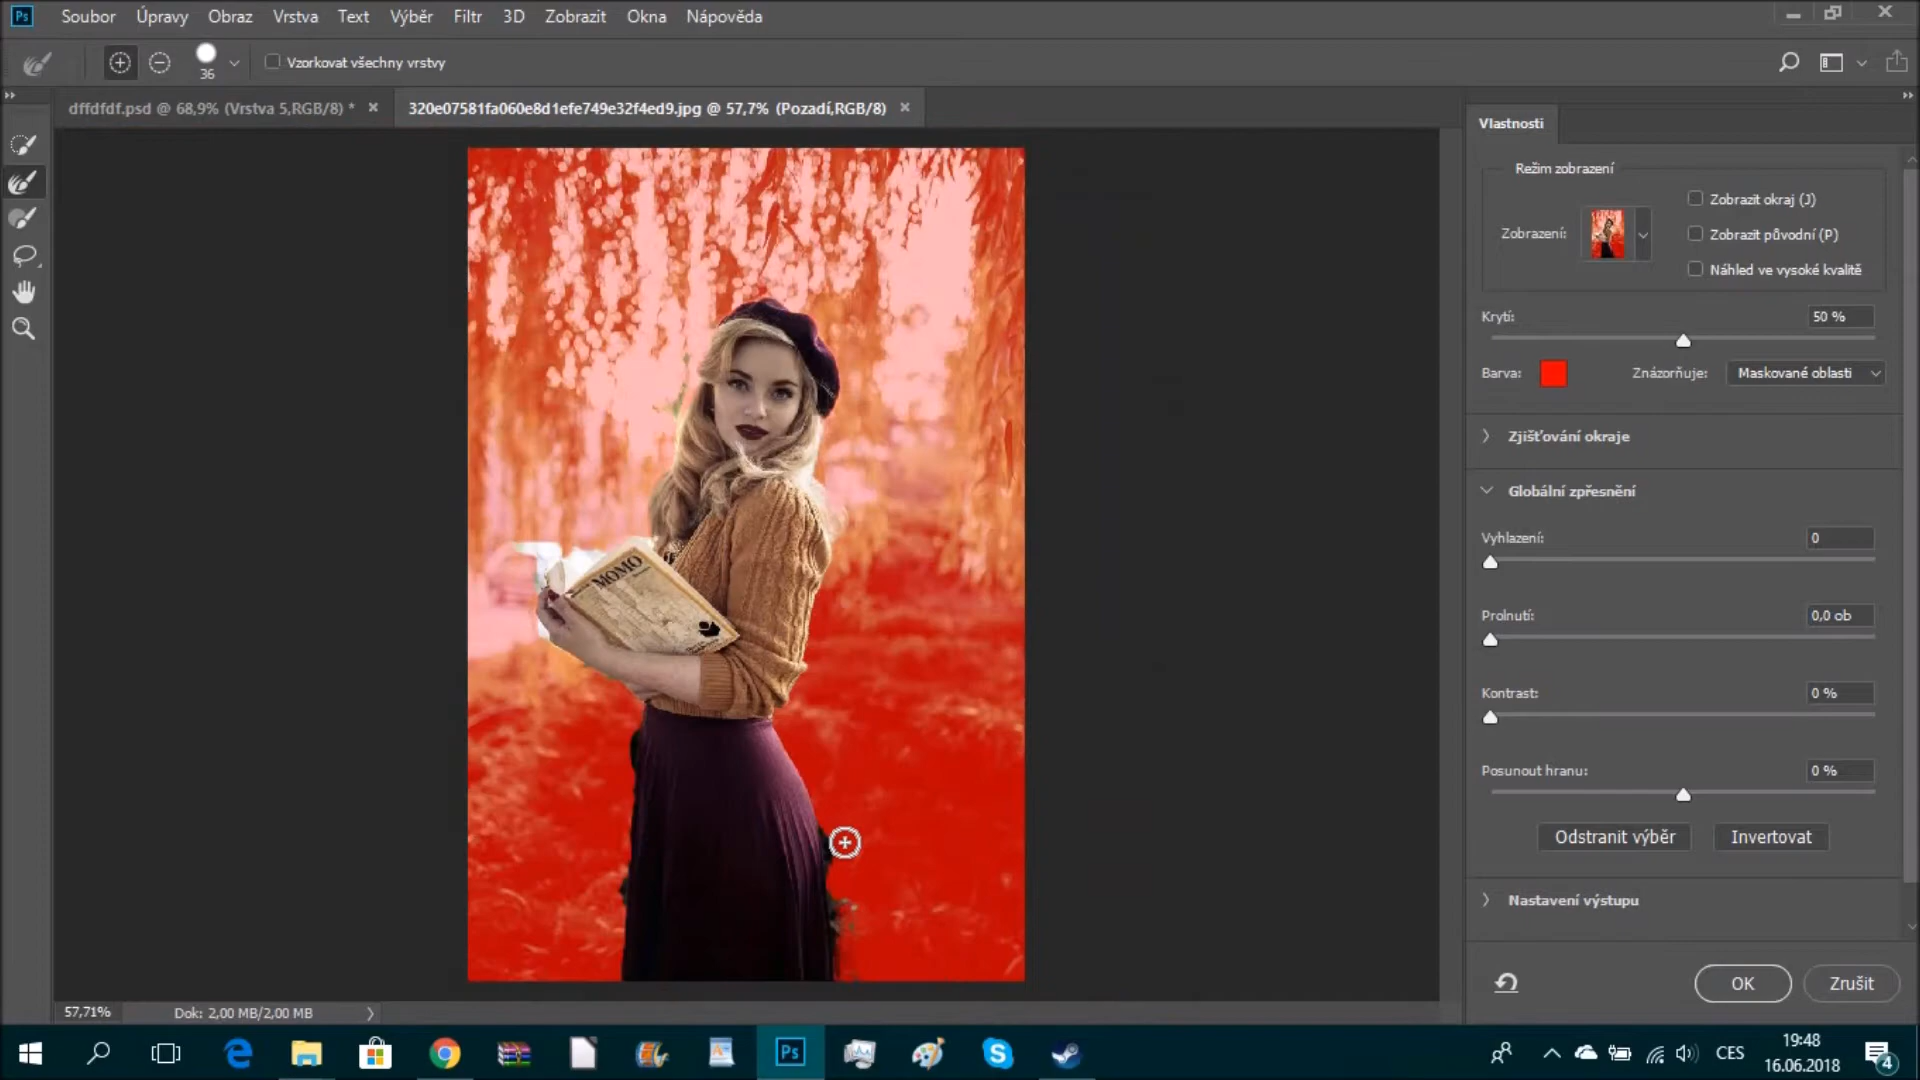 Ps Soubor Úpravy Obraz Vrstva Text Výběr Filtr 3D Zobrazit Okna Nápověda
36 Vzorkovat všechny vrstvy
dffdfdf.psd @ 68,9% (Vrstva 5,RGB/8) *
320e07581fa060e8d1efe749e32f4ed9.jpg @ 57,7% (Pozadí,RGB/8)
Vlastnosti
Režim zobrazení
Zobrazení:
Zobrazit okraj (J)
Zobrazit původní (P)
Náhled ve vysoké kvalitě
Krytí: 50 %
Barva: Znázorňuje: Maskované oblasti
Zjišťování okraje
Globální zpřesnění
Vyhlazení: 0
Prolnutí: 0,0 ob
Kontrast: 0 %
Posunout hranu: 0 %
Odstranit výběr Invertovat
Nastavení výstupu
OK Zrušit
MOMO
57,71% Dok: 2,00 MB/2,00 MB
Ps
CES
19:48
16.06.2018
4